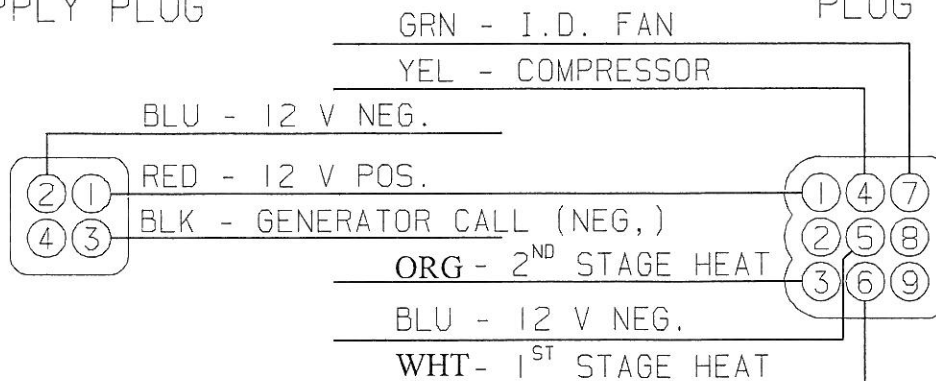 PPLY PLUG
PLUG
GRN - I.D. FAN
YEL - COMPRESSOR
BLU - 12 V NEG.
RED - 12 V POS.
BLK - GENERATOR CALL (NEG,)
ORG - 2ND STAGE HEAT
BLU - 12 V NEG.
WHT - 1ST STAGE HEAT
2 1
4 3
1 4 7
2 5 8
3 6 9